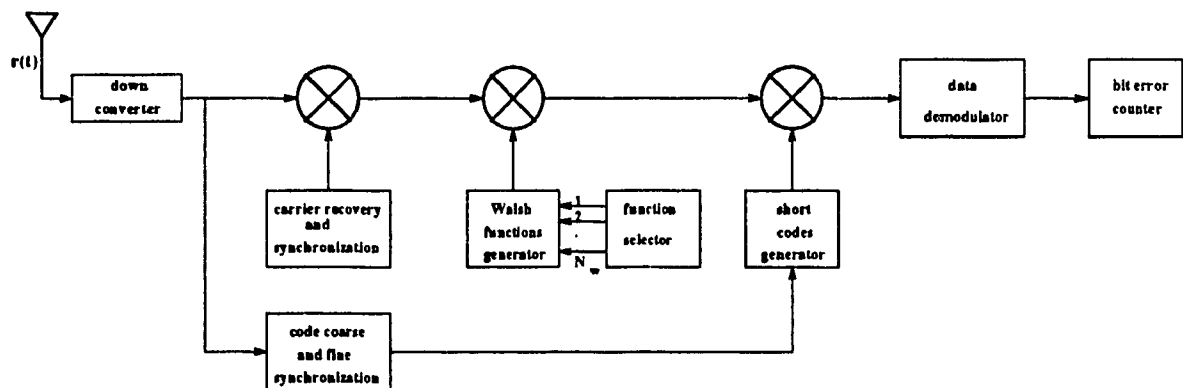 r(t)
down
converter
carrier recovery
and
synchronization
Walsh
functions
generator
1
2
.
N w
function
selector
short
codes
generator
data
demodulator
bit error
counter
code coarse
and fine
synchronization